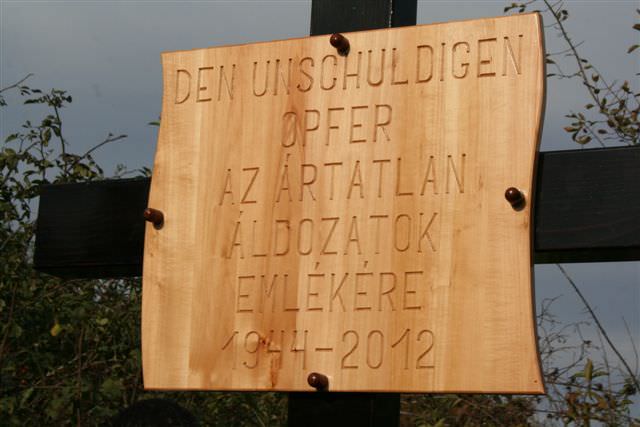 DEN UNSCHULDIGEN
OPFER
AZ ÁRTATLAN
ÁLDOZATOK
EMLÉKÉRE
1944-2012